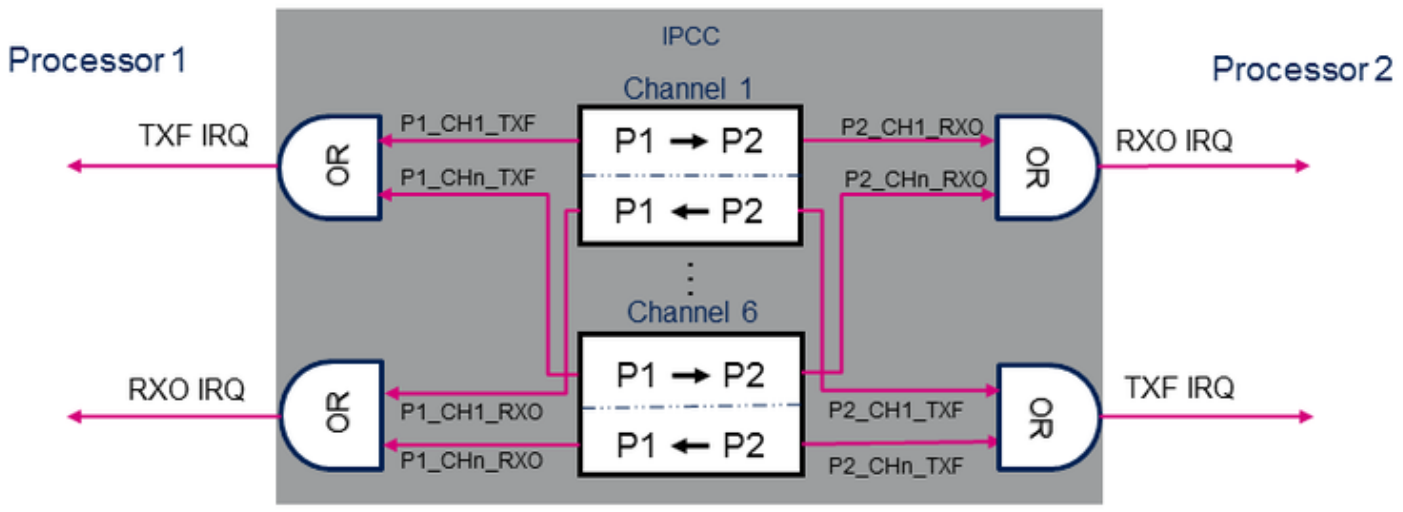 IPCC
Processor 1
Processor 2
Channel 1
TXF IRQ
P1_CH1_TXF
P1 → P2
P2_CH1_RXO
OR
OR
RXO IRQ
P1_CHn_TXF
P1 ← P2
P2_CHn_RXO
Channel 6
RXO IRQ
P1 → P2
TXF IRQ
OR
P1_CH1_RXO
P2_CH1_TXF
OR
P1_CHn_RXO
P1 ← P2
P2_CHn_TXF